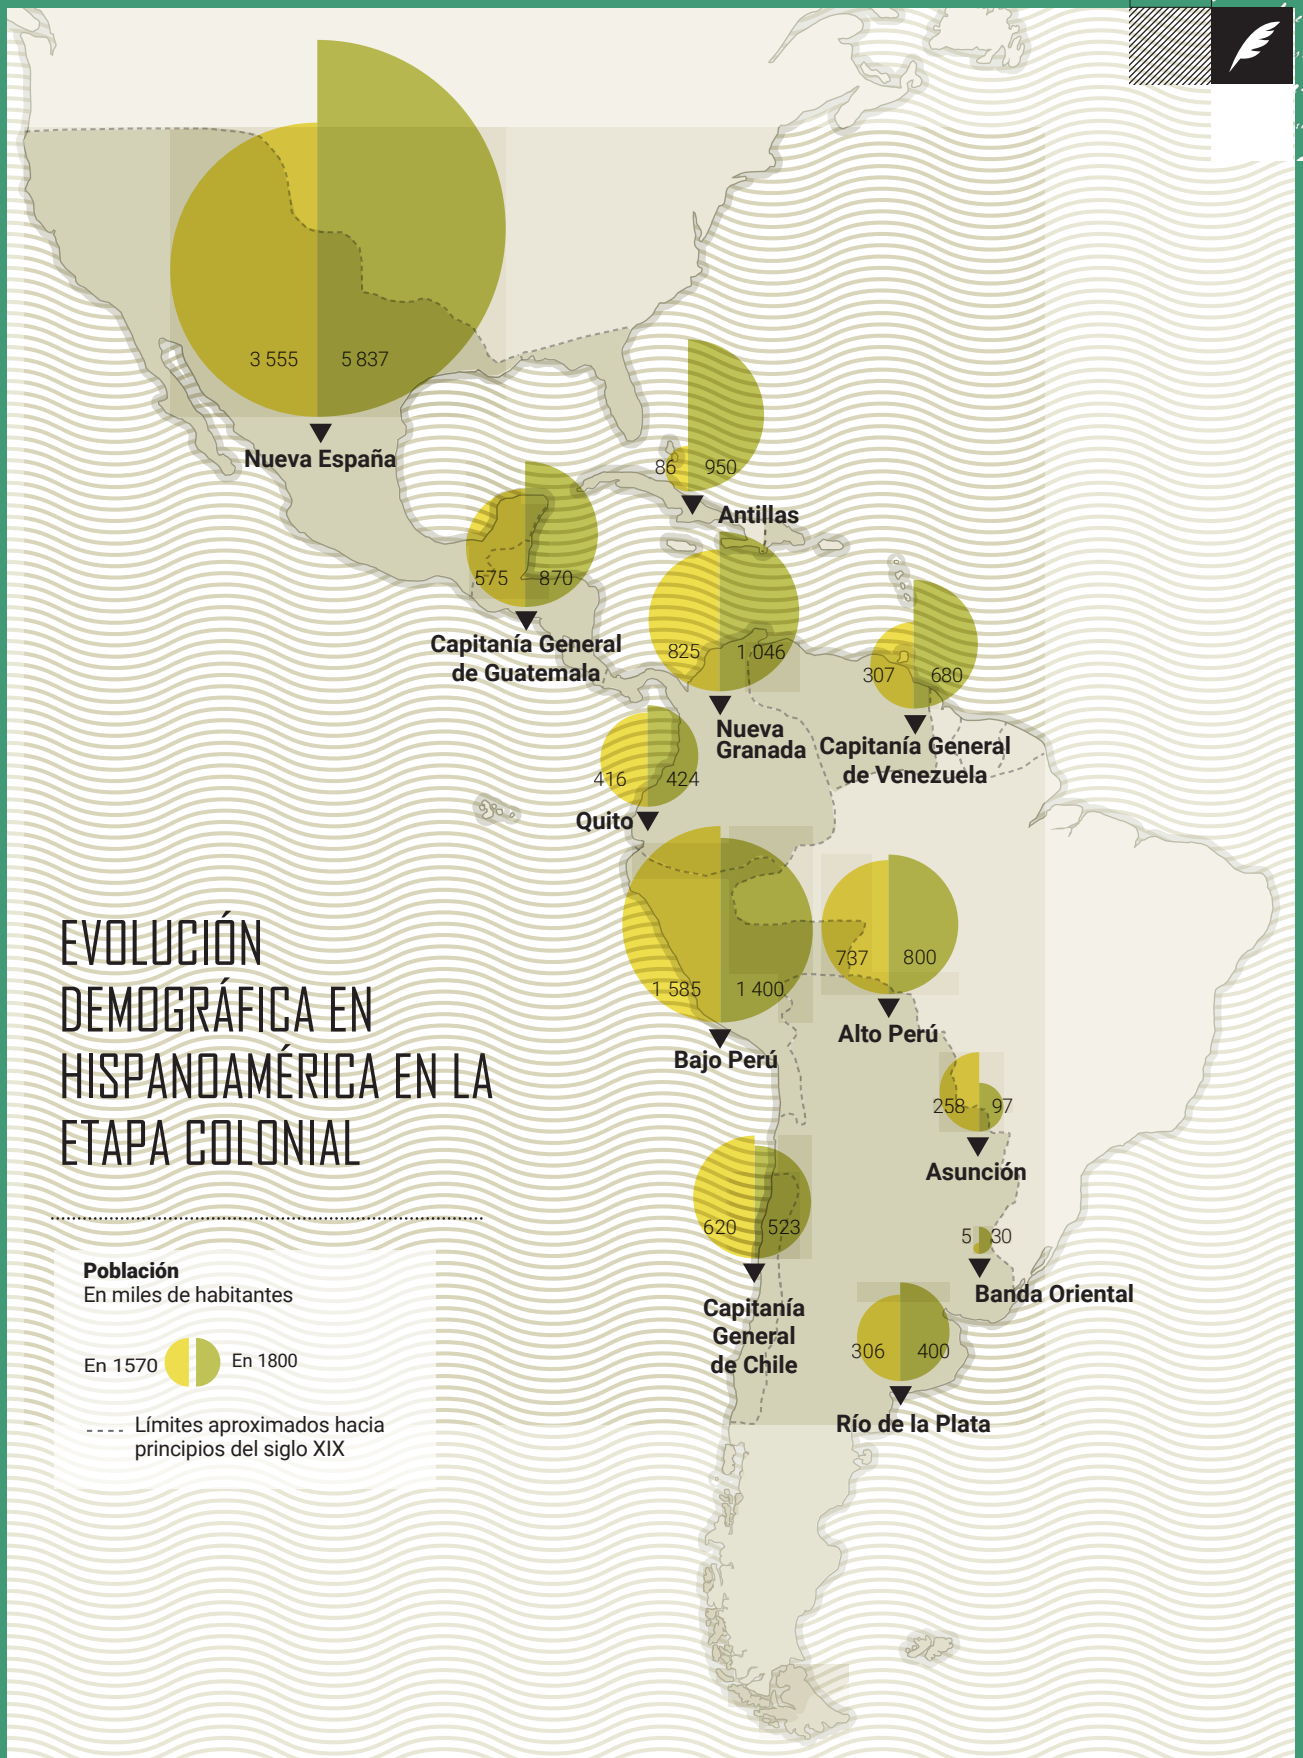 3 555 5 837
Nueva España
86 950
Antillas
575 870
Capitanía General
de Guatemala
825 1 046
Nueva
Granada
307 680
Capitanía General
de Venezuela
416 424
Quito
1 585 1 400
Bajo Perú
737 800
Alto Perú
258 97
Asunción
620 523
Capitanía
General
de Chile
5 30
Banda Oriental
306 400
Río de la Plata
EVOLUCIÓN
DEMOGRÁFICA EN
HISPANOAMÉRICA EN LA
ETAPA COLONIAL
Población
En miles de habitantes
En 1570 En 1800
Límites aproximados hacia
principios del siglo XIX